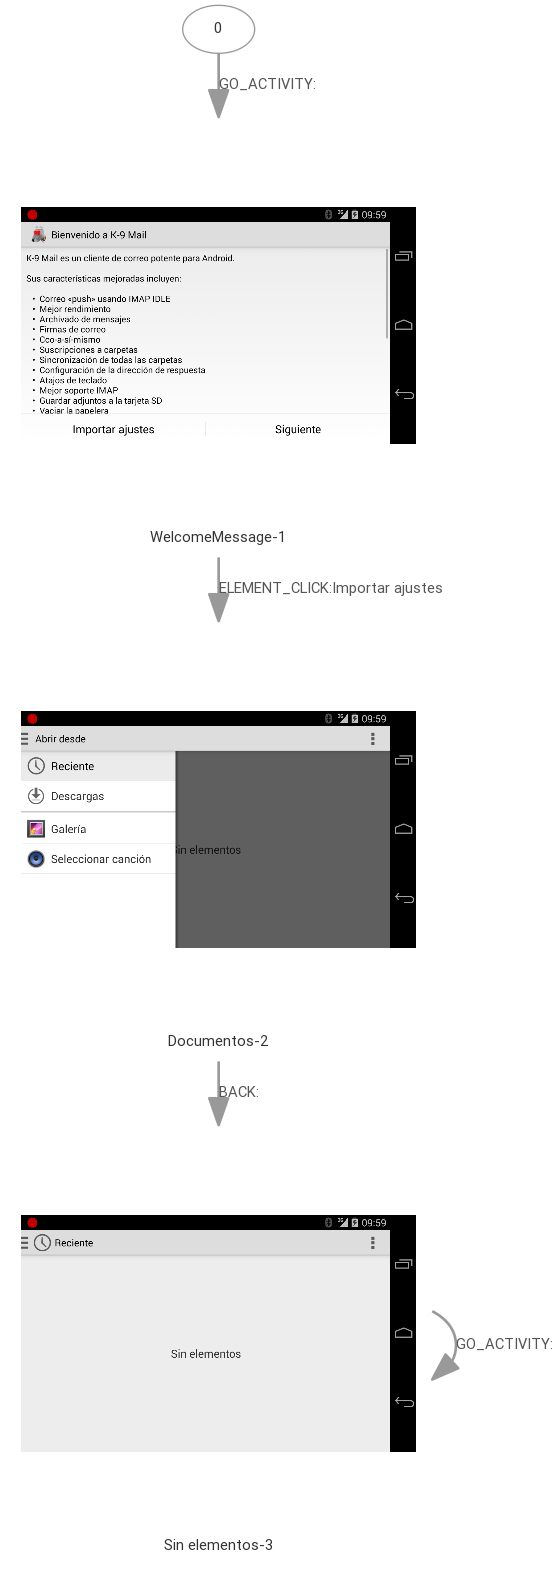 0
GO_ACTIVITY:
09:59
Bienvenido a K-9 Mail
K-9 Mail es un cliente de correo potente para Android.
Sus características mejoradas incluyen:
• Correo «push» usando IMAP IDLE
• Mejor rendimiento
• Archivado de mensajes
• Firmas de correo
• Cco-a-sí-mismo
• Suscripciones a carpetas
• Sincronización de todas las carpetas
• Configuración de la dirección de respuesta
• Atajos de teclado
• Mejor soporte IMAP
• Guardar adjuntos a la tarjeta SD
• Vaciar la papelera
Importar ajustes Siguiente
WelcomeMessage-1
ELEMENT_CLICK:Importar ajustes
09:59
Abrir desde
Reciente
Descargas
Galería
Sin elementos
Seleccionar canción
Documentos-2
BACK:
09:59
Reciente
GO_ACTIVITY:
Sin elementos
Sin elementos-3